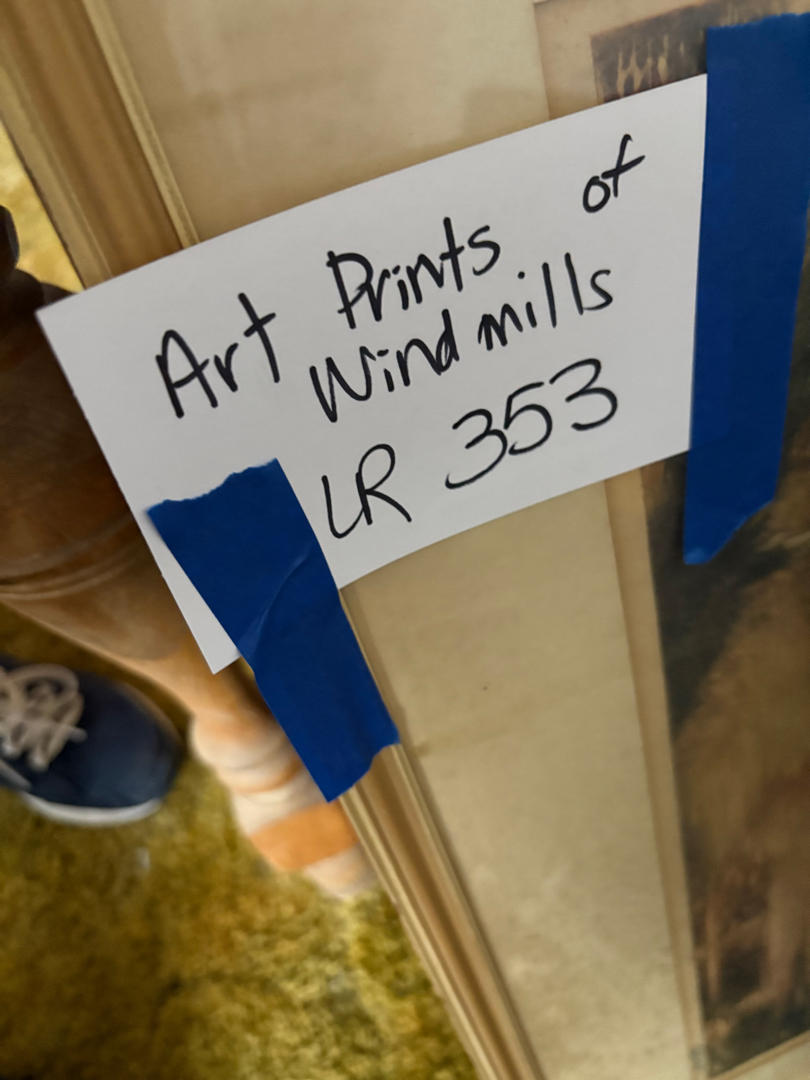 Art Prints of
Windmills
LR 353